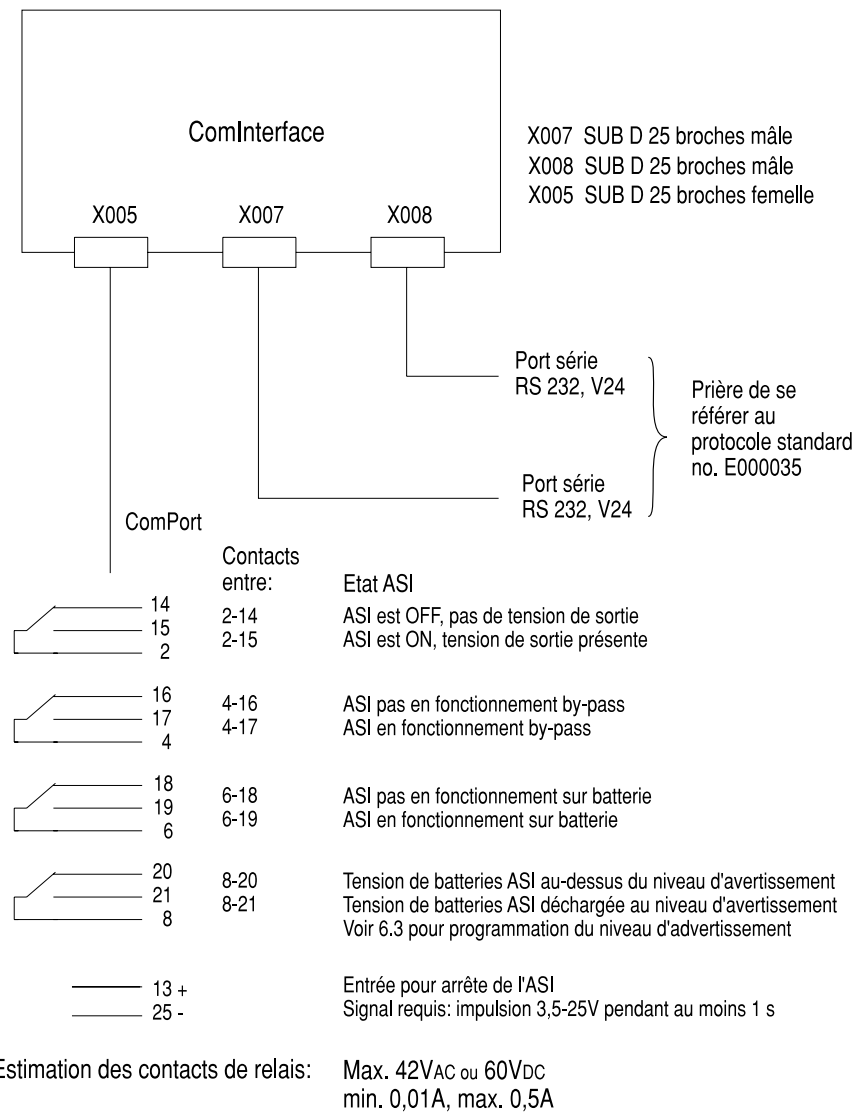 ComInterface
X005
X007
X008
X007 SUB D 25 broches mâle
X008 SUB D 25 broches mâle
X005 SUB D 25 broches femelle
Port série
RS 232, V24
Port série
RS 232, V24
Prière de se
référer au
protocole standard
no. E000035
ComPort
Contacts
entre:
Etat ASI
14
15
2
2-14 ASI est OFF, pas de tension de sortie
2-15 ASI est ON, tension de sortie présente
16
17
4
4-16 ASI pas en fonctionnement by-pass
4-17 ASI en fonctionnement by-pass
18
19
6
6-18 ASI pas en fonctionnement sur batterie
6-19 ASI en fonctionnement sur batterie
20
21
8
8-20 Tension de batteries ASI au-dessus du niveau d'avertissement
8-21 Tension de batteries ASI déchargée au niveau d'avertissement
Voir 6.3 pour programmation du niveau d'advertissement
13 + Entrée pour arrête de l'ASI
25 - Signal requis: impulsion 3,5-25V pendant au moins 1 s
Estimation des contacts de relais: Max. 42VAC ou 60VDC
min. 0,01A, max. 0,5A